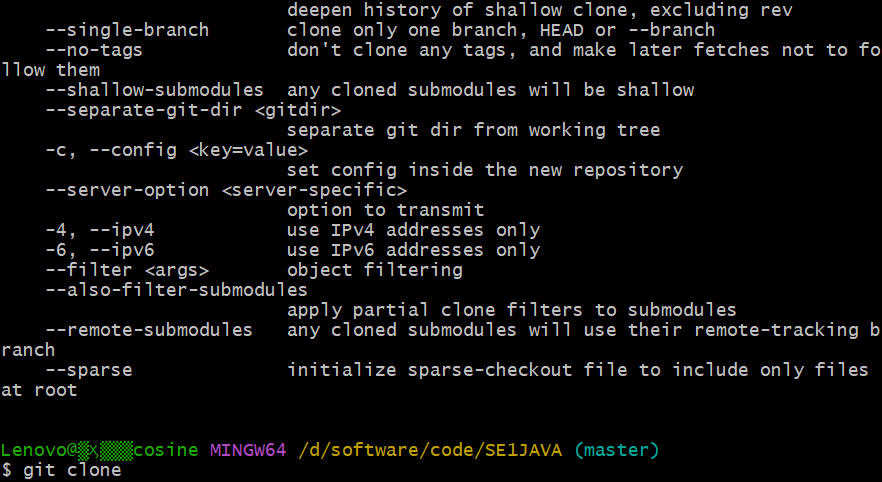 deepen history of shallow clone, excluding rev
--single-branch clone only one branch, HEAD or --branch
--no-tags don't clone any tags, and make later fetches not to fo
llow them
--shallow-submodules any cloned submodules will be shallow
--separate-git-dir <gitdir>
separate git dir from working tree
-c, --config <key=value>
set config inside the new repository
--server-option <server-specific>
option to transmit
-4, --ipv4 use IPv4 addresses only
-6, --ipv6 use IPv6 addresses only
--filter <args> object filtering
--also-filter-submodules
apply partial clone filters to submodules
--remote-submodules any cloned submodules will use their remote-tracking b
ranch
--sparse initialize sparse-checkout file to include only files
at root
Lenovo@▒x▒▒▒cosine MINGW64 /d/software/code/SE1JAVA (master)
$ git clone